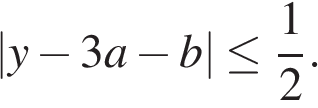 |y − 3a − b| ≤ 1/2.